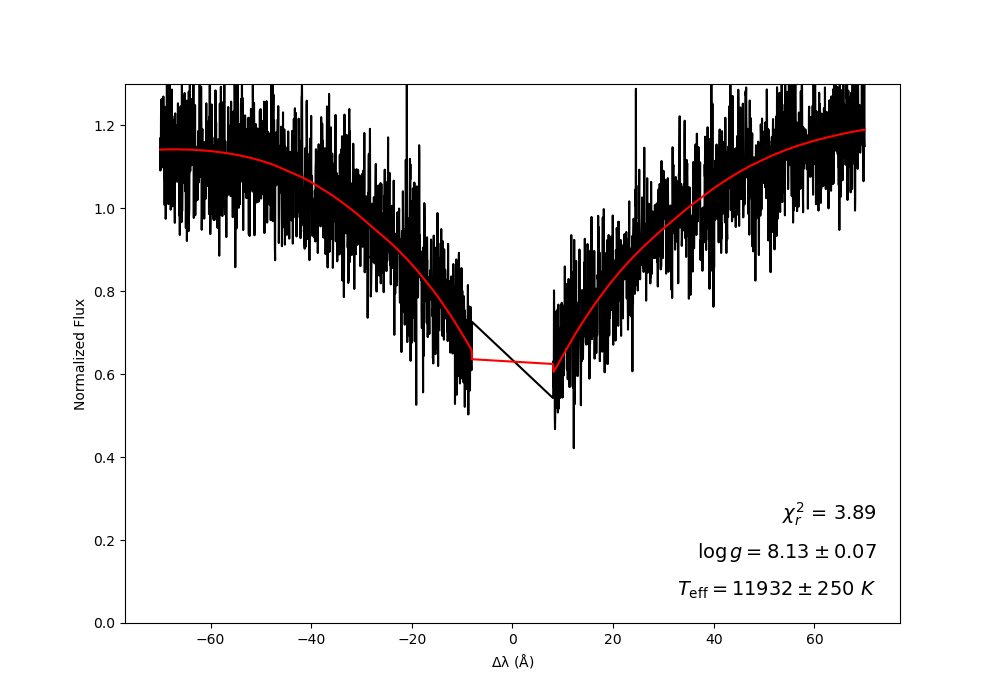 1.2
1.0
0.8
0.6
0.4
0.2
0.0
Normalized Flux
χ²ᵣ = 3.89
log g = 8.13 ± 0.07
T_eff = 11932 ± 250 K
−60 −40 −20 0 20 40 60
Δλ (Å)